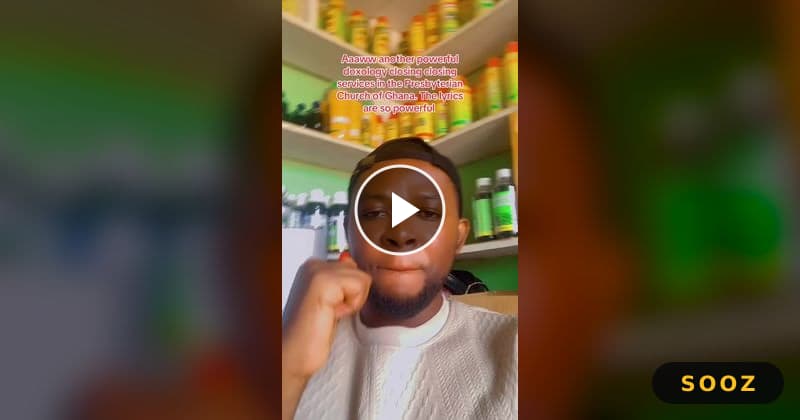 Aaaww another powerful
doxology closing closing
services in the Presbyterian
Church of Ghana. The lyrics
are so powerful
SOOZ